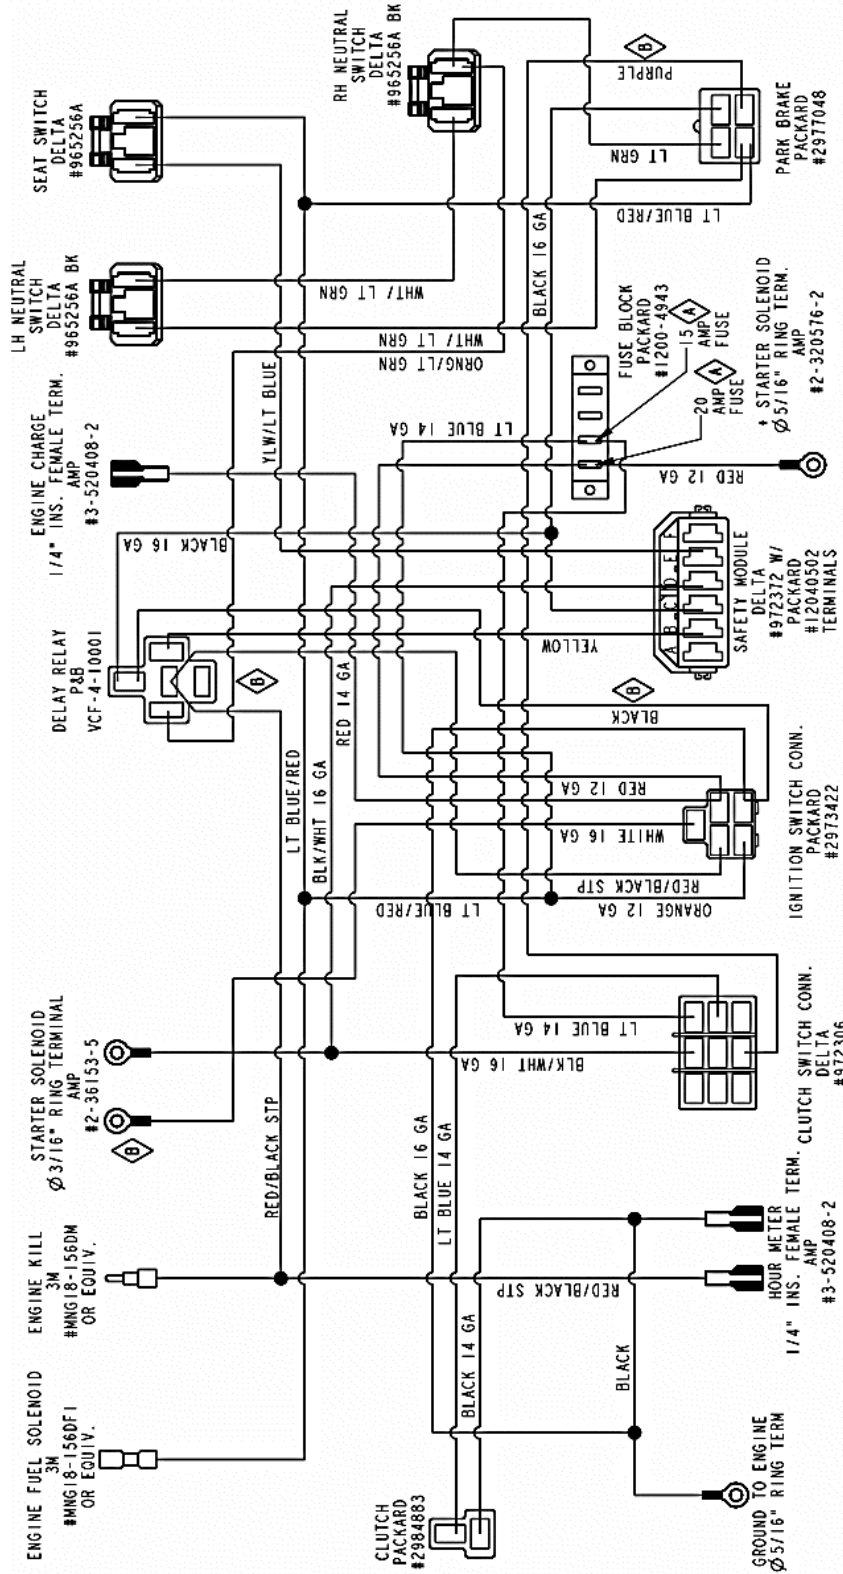 ENGINE FUEL SOLENOID
3M
#MNG18-156DFI
OR EQUIV.
ENGINE KILL
3M
#MNG18-156DM
OR EQUIV.
STARTER SOLENOID
Ø3/16" RING TERMINAL
AMP
#2-36153-5
B
DELAY RELAY
P&B
VCF-4-10001
B
ENGINE CHARGE
1/4" INS. FEMALE TERM.
AMP
#3-520408-2
LH NEUTRAL
SWITCH
DELTA
#965256A BK
SEAT SWITCH
DELTA
#965256A
RH NEUTRAL
SWITCH
DELTA
#965256A BK
RED/BLACK STP
LT BLUE/RED
BLK/WHT 16 GA
RED 14 GA
BLACK 16 GA
YLW/LT BLUE
WHT/ LT GRN
WHT/ LT GRN
ORNG/LT GRN
LT BLUE 14 GA
BLACK 16 GA
PURPLE
B
LT GRN
LT BLUE/RED
PARK BRAKE
PACKARD
#2977048
FUSE BLOCK
PACKARD
#1200-4943
15 A
AMP
FUSE
20 A
AMP
FUSE
RED 12 GA
* STARTER SOLENOID
Ø5/16" RING TERM.
AMP
#2-320576-2
YELLOW
A B C D E F
SAFETY MODULE
DELTA
#972372 W/
PACKARD
#12040502
TERMINALS
B
BLACK
RED 12 GA
WHITE 16 GA
RED/BLACK STP
ORANGE 12 GA
LT BLUE/RED
IGNITION SWITCH CONN.
PACKARD
#2973422
LT BLUE 14 GA
BLK/WHT 16 GA
CLUTCH SWITCH CONN.
DELTA
#972306
BLACK 16 GA
LT BLUE 14 GA
BLACK 14 GA
RED/BLACK STP
BLACK
HOUR METER
1/4" INS. FEMALE TERM.
AMP
#3-520408-2
CLUTCH
PACKARD
#2984883
GROUND TO ENGINE
Ø5/16" RING TERM